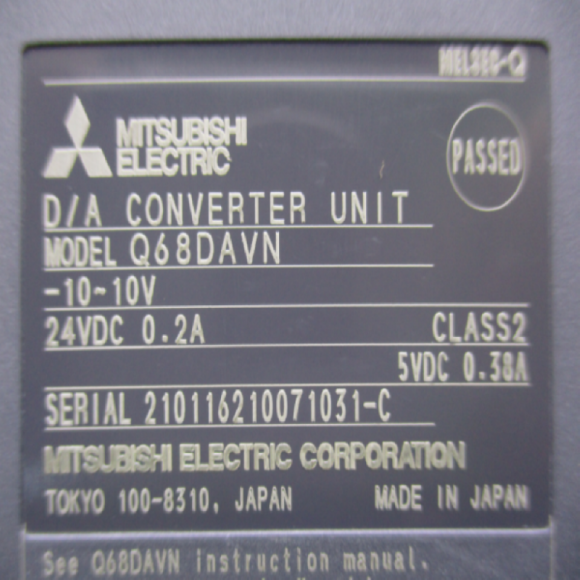 MELSEC-Q
MITSUBISHI
ELECTRIC
PASSED
D/A CONVERTER UNIT
MODEL Q68DAVN
-10~10V
24VDC 0.2A CLASS2
5VDC 0.38A
SERIAL 210116210071031-C
MITSUBISHI ELECTRIC CORPORATION
TOKYO 100-8310, JAPAN MADE IN JAPAN
See Q68DAVN instruction manual.